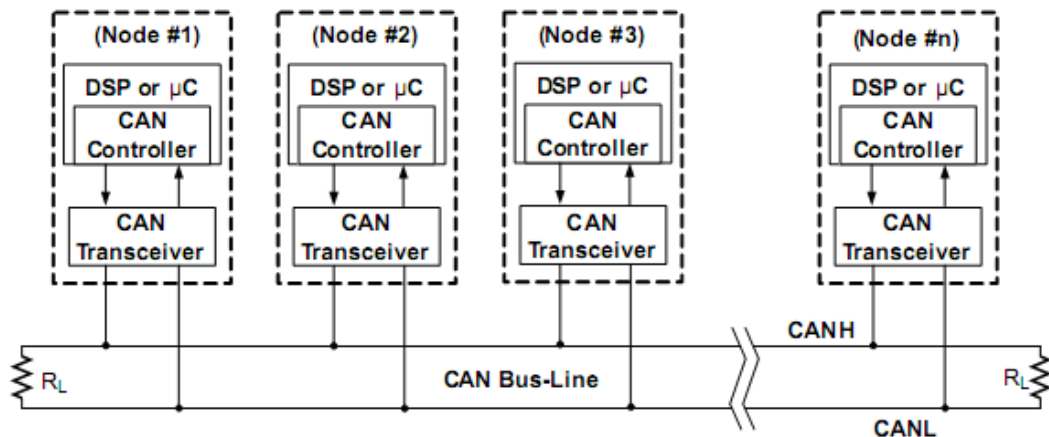 (Node #1)
DSP or µC
CAN
Controller
CAN
Transceiver
(Node #2)
DSP or µC
CAN
Controller
CAN
Transceiver
(Node #3)
DSP or µC
CAN
Controller
CAN
Transceiver
(Node #n)
DSP or µC
CAN
Controller
CAN
Transceiver
CANH
RL
CAN Bus-Line
RL
CANL